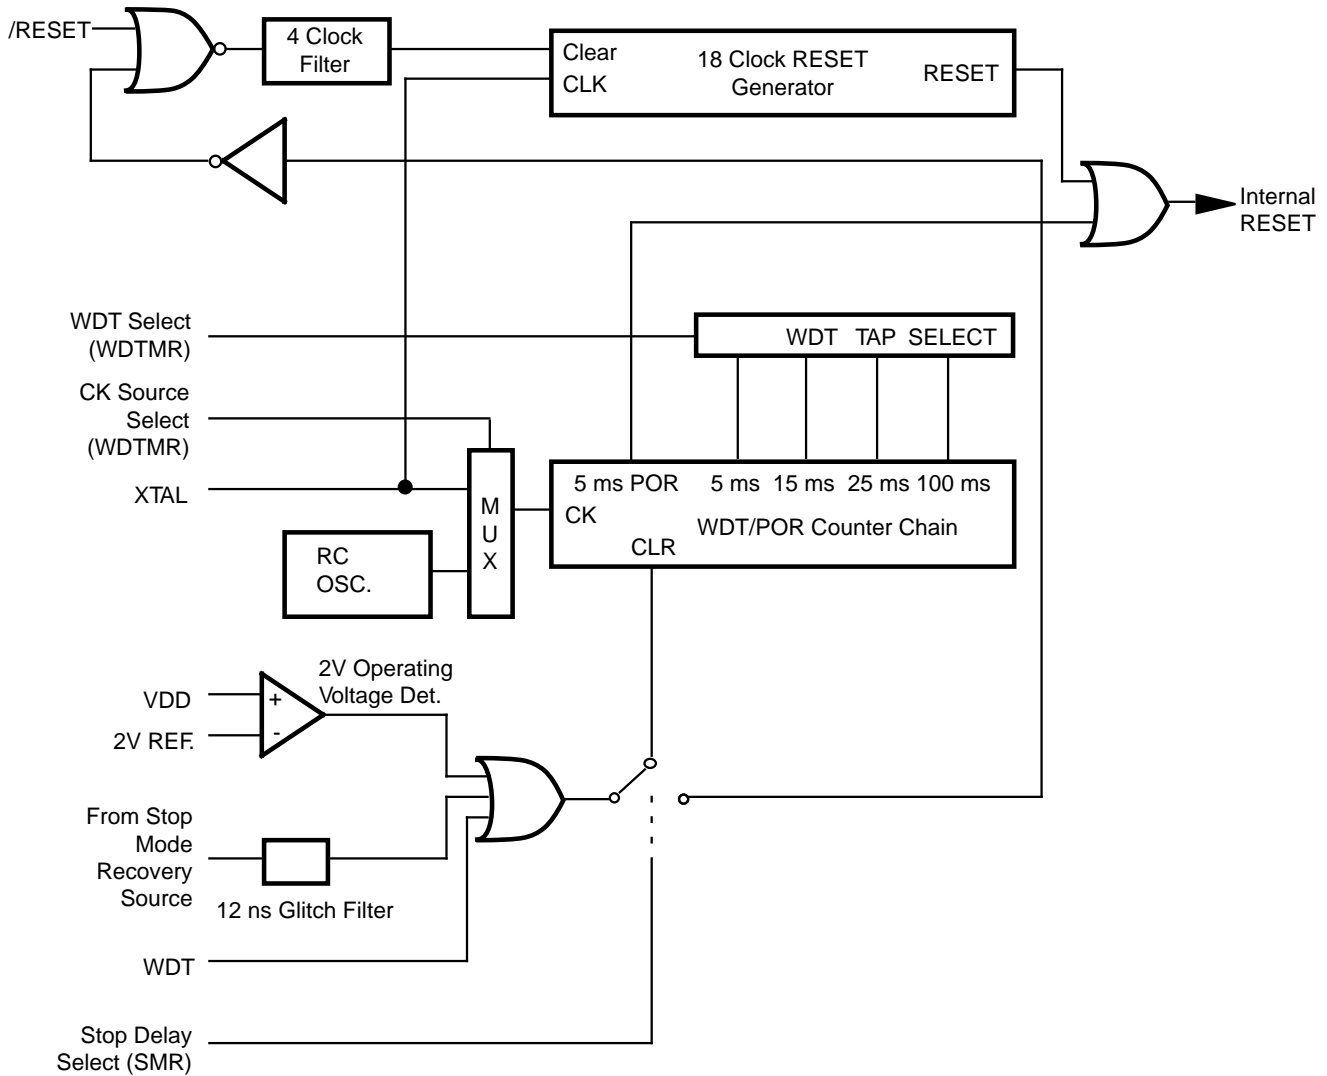 /RESET
4 Clock
Filter
Clear
CLK
18 Clock RESET
Generator
RESET
Internal
RESET
WDT Select
(WDTMR)
WDT TAP SELECT
CK Source
Select
(WDTMR)
XTAL
M
U
X
5 ms POR 5 ms 15 ms 25 ms 100 ms
CK
WDT/POR Counter Chain
CLR
RC
OSC.
2V Operating
Voltage Det.
VDD
+
2V REF.
-
From Stop
Mode
Recovery
Source
12 ns Glitch Filter
WDT
Stop Delay
Select (SMR)